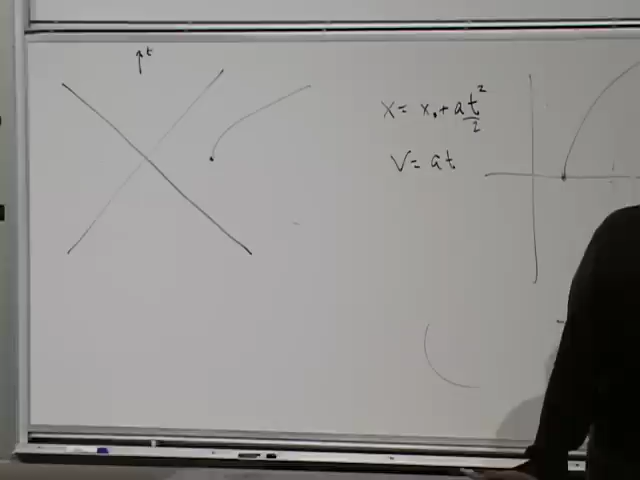 ↑t
x = x₀ + at²/2
v = at